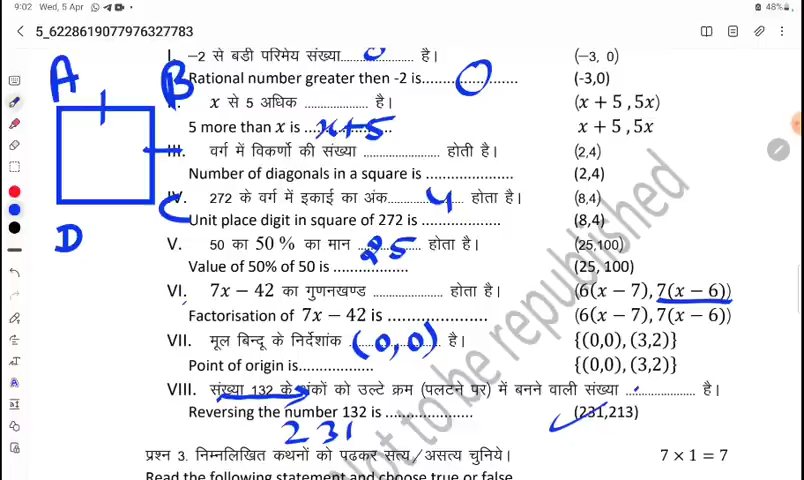 9:02 Wed, 5 Apr 48%
5_6228619077976327783
I. −2 से बडी परिमेय संख्या 0 है। (−3, 0)
Rational number greater then -2 is 0 (-3,0)
x से 5 अधिक .................... है। (x + 5 , 5x)
5 more than x is x+5 x + 5 , 5x
III. वर्ग में विकर्णो की संख्या ........................ होती है। (2,4)
Number of diagonals in a square is .................... (2,4)
IV. 272 के वर्ग में इकाई का अंक 4 होता है। (8,4)
Unit place digit in square of 272 is .................... (8,4)
V. 50 का 50 % का मान 25 होता है। (25,100)
Value of 50% of 50 is ................. (25, 100)
VI. 7x − 42 का गुणनखण्ड ...................... होता है। (6(x − 7), 7(x − 6))
Factorisation of 7x − 42 is ...................... (6(x − 7), 7(x − 6))
VII. मूल बिन्दू के निर्देशांक (0,0) है। {(0,0), (3,2)}
Point of origin is................. {(0,0), (3,2)}
VIII. संख्या 132 के अंकों को उल्टे क्रम (पलटने पर) में बनने वाली संख्या .................... है।
Reversing the number 132 is .................... (231,213)
231
प्रश्न 3. निम्नलिखित कथनों को पढकर सत्य/असत्य चुनिये। 7 × 1 = 7
Read the following statement and choose true or false
A B
C
D
Not to be republished